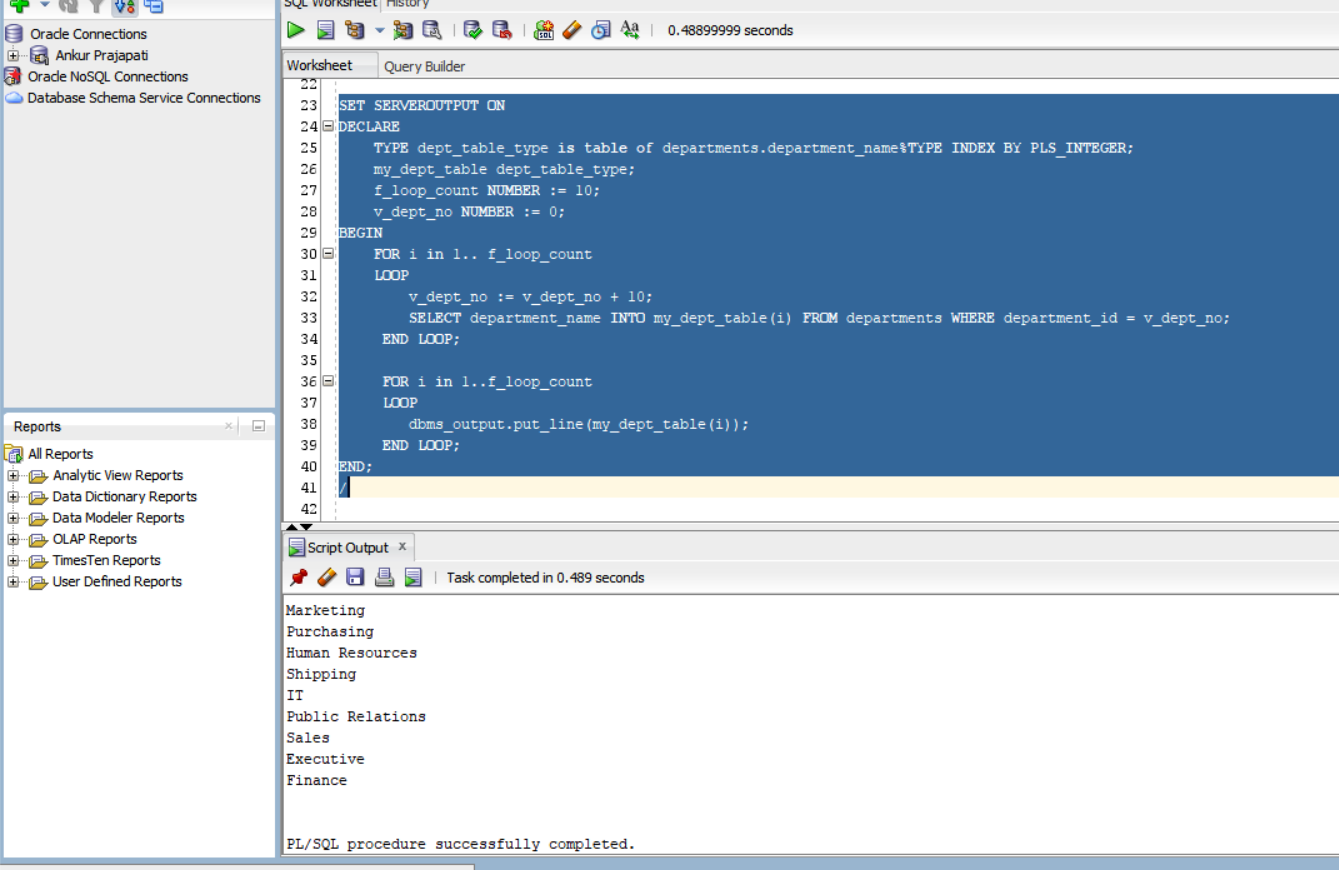 SQL Worksheet History
Oracle Connections
Ankur Prajapati
Oracle NoSQL Connections
Database Schema Service Connections
0.48899999 seconds
Worksheet Query Builder
22
23 SET SERVEROUTPUT ON
24 DECLARE
25 TYPE dept_table_type is table of departments.department_name%TYPE INDEX BY PLS_INTEGER;
26 my_dept_table dept_table_type;
27 f_loop_count NUMBER := 10;
28 v_dept_no NUMBER := 0;
29 BEGIN
30 FOR i in 1.. f_loop_count
31 LOOP
32 v_dept_no := v_dept_no + 10;
33 SELECT department_name INTO my_dept_table(i) FROM departments WHERE department_id = v_dept_no;
34 END LOOP;
35
36 FOR i in 1..f_loop_count
37 LOOP
38 dbms_output.put_line(my_dept_table(i));
39 END LOOP;
40 END;
41 /
42
Reports
All Reports
Analytic View Reports
Data Dictionary Reports
Data Modeler Reports
OLAP Reports
TimesTen Reports
User Defined Reports
Script Output x
Task completed in 0.489 seconds
Marketing
Purchasing
Human Resources
Shipping
IT
Public Relations
Sales
Executive
Finance
PL/SQL procedure successfully completed.